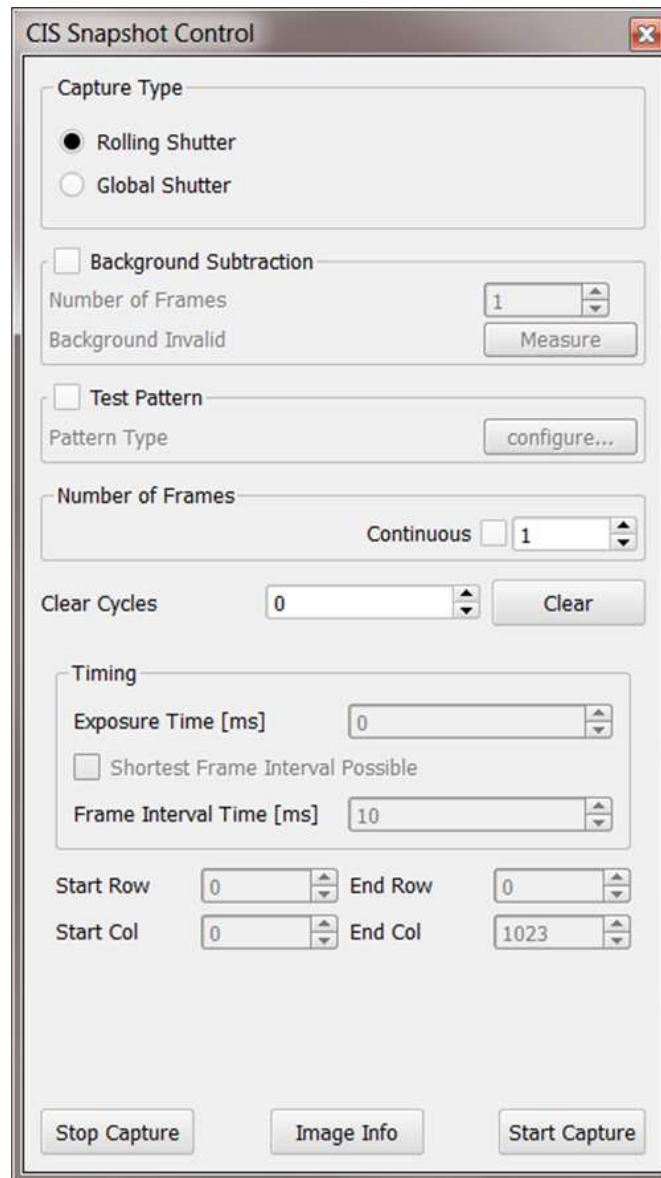 CIS Snapshot Control
Capture Type
Rolling Shutter
Global Shutter
Background Subtraction
Number of Frames 1
Background Invalid Measure
Test Pattern
Pattern Type configure...
Number of Frames
Continuous 1
Clear Cycles 0 Clear
Timing
Exposure Time [ms] 0
Shortest Frame Interval Possible
Frame Interval Time [ms] 10
Start Row 0 End Row 0
Start Col 0 End Col 1023
Stop Capture Image Info Start Capture